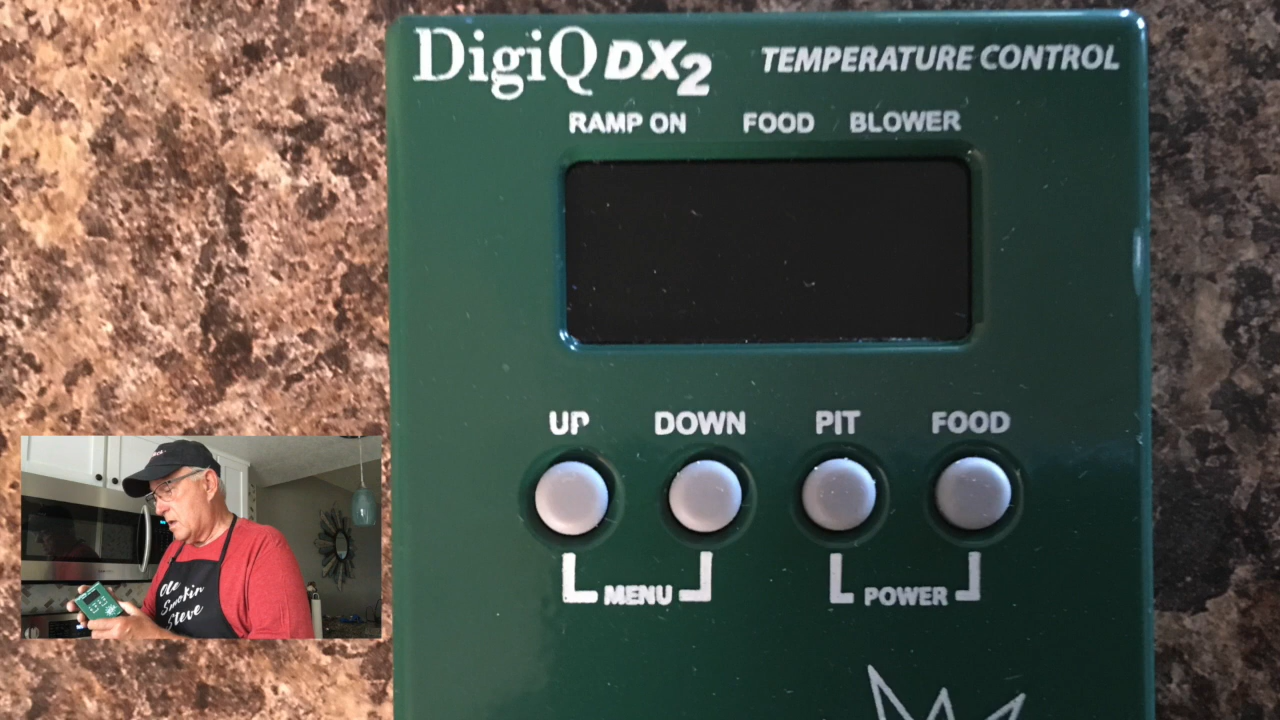 DigiQ DX2 TEMPERATURE CONTROL
RAMP ON FOOD BLOWER
UP DOWN PIT FOOD
MENU POWER
Ole
Smokin
Steve